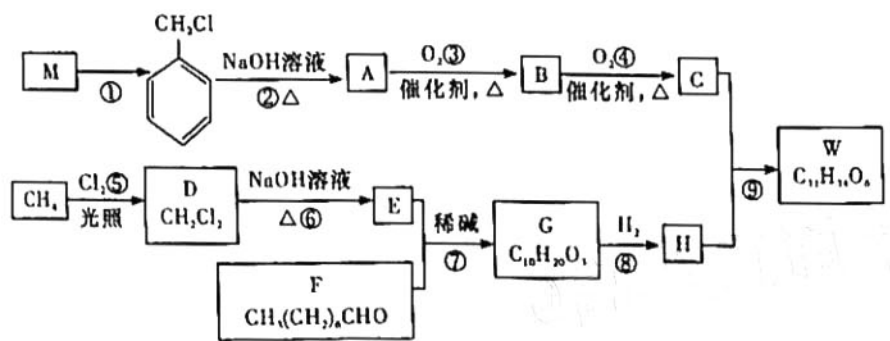 CH₂Cl
M
①
NaOH溶液
②△
A
O₂③
催化剂,△
B
O₂④
催化剂,△
C
CH₄
Cl₂⑤
光照
D
CH₂Cl₂
NaOH溶液
△⑥
E
F
CH₃(CH₂)₆CHO
稀碱
⑦
G
C₁₀H₂₀O₃
H₂
⑧
H
⑨
W
C₃₁H₃₄O₆